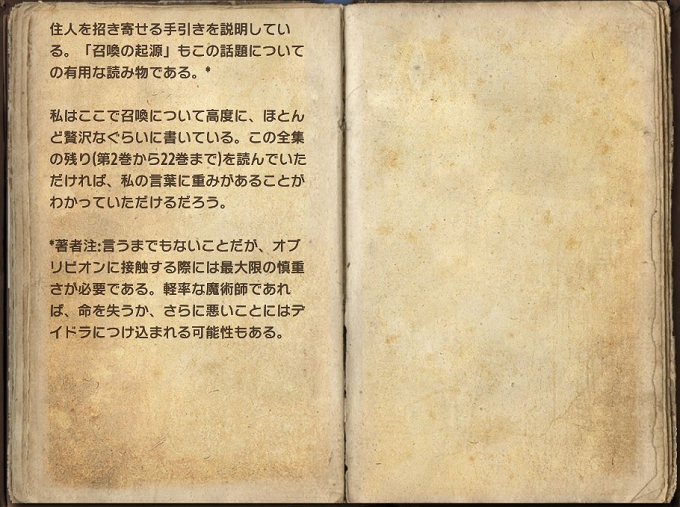 住人を招き寄せる手引きを説明してい
る。「召喚の起源」もこの話題について
の有用な読み物である。*
私はここで召喚について高度に、ほとん
ど贅沢なぐらいに書いている。この全集
の残り(第2巻から22巻まで)を読んでいた
だければ、私の言葉に重みがあることが
わかっていただけるだろう。
*著者注:言うまでもないことだが、オブ
リビオンに接触する際には最大限の慎重
さが必要である。軽率な魔術師であれ
ば、命を失うか、さらに悪いことにはデ
イドラにつけ込まれる可能性もある。